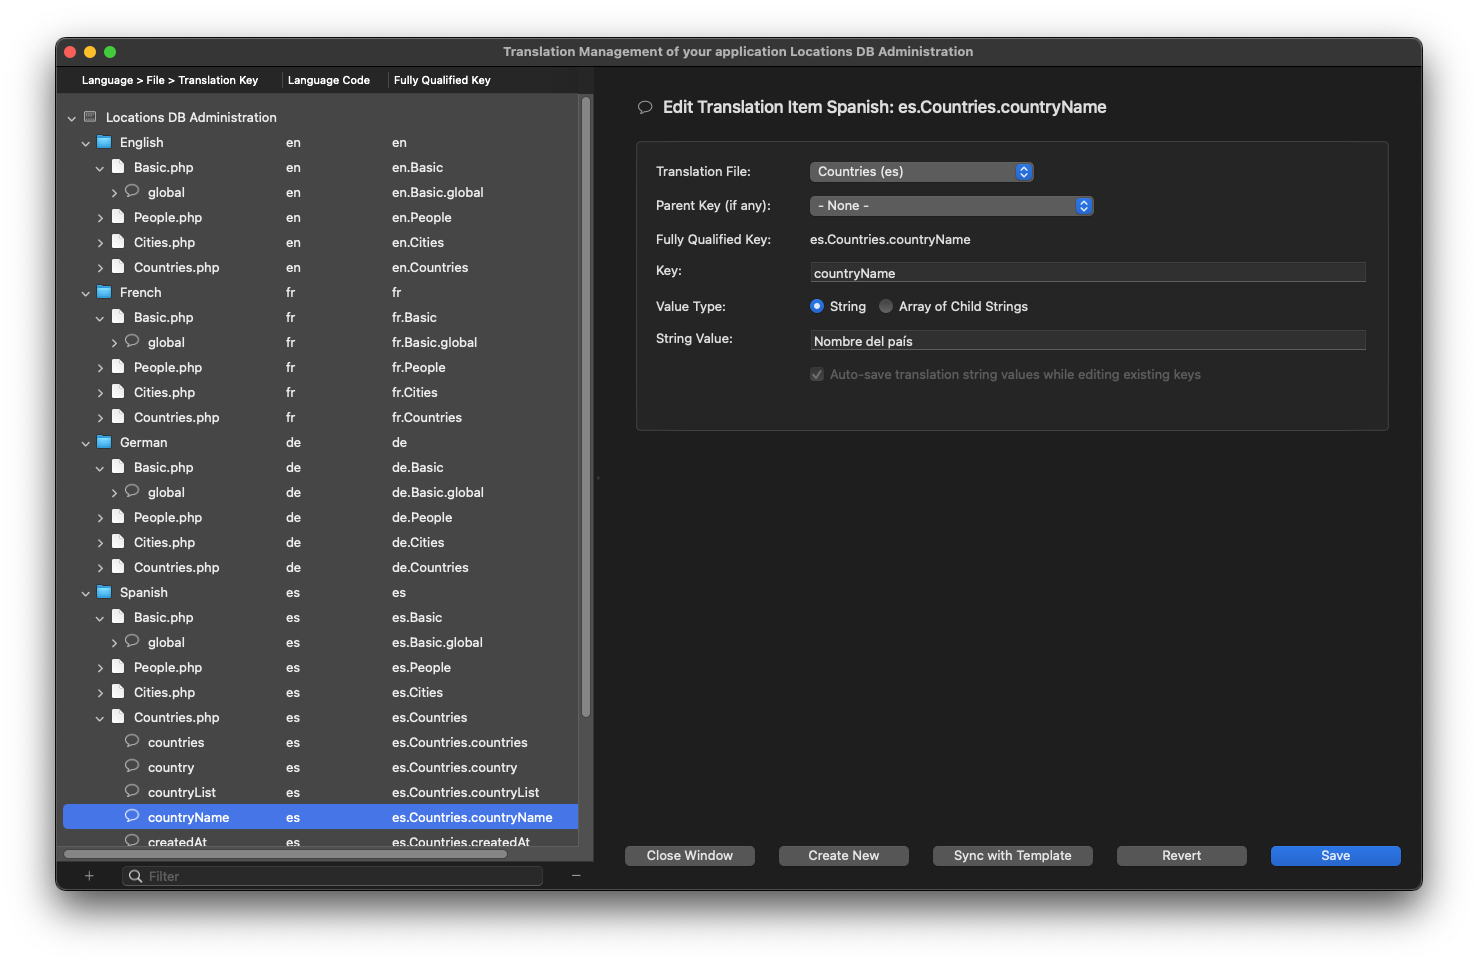 Translation Management of your application Locations DB Administration
Language > File > Translation Key Language Code Fully Qualified Key
Locations DB Administration
English en en
Basic.php en en.Basic
global en en.Basic.global
People.php en en.People
Cities.php en en.Cities
Countries.php en en.Countries
French fr fr
Basic.php fr fr.Basic
global fr fr.Basic.global
People.php fr fr.People
Cities.php fr fr.Cities
Countries.php fr fr.Countries
German de de
Basic.php de de.Basic
global de de.Basic.global
People.php de de.People
Cities.php de de.Cities
Countries.php de de.Countries
Spanish es es
Basic.php es es.Basic
global es es.Basic.global
People.php es es.People
Cities.php es es.Cities
Countries.php es es.Countries
countries es es.Countries.countries
country es es.Countries.country
countryList es es.Countries.countryList
countryName es es.Countries.countryName
createdAt es es.Countries.createdAt
Filter
Edit Translation Item Spanish: es.Countries.countryName
Translation File: Countries (es)
Parent Key (if any): - None -
Fully Qualified Key: es.Countries.countryName
Key: countryName
Value Type: String Array of Child Strings
String Value: Nombre del país
Auto-save translation string values while editing existing keys
Close Window Create New Sync with Template Revert Save